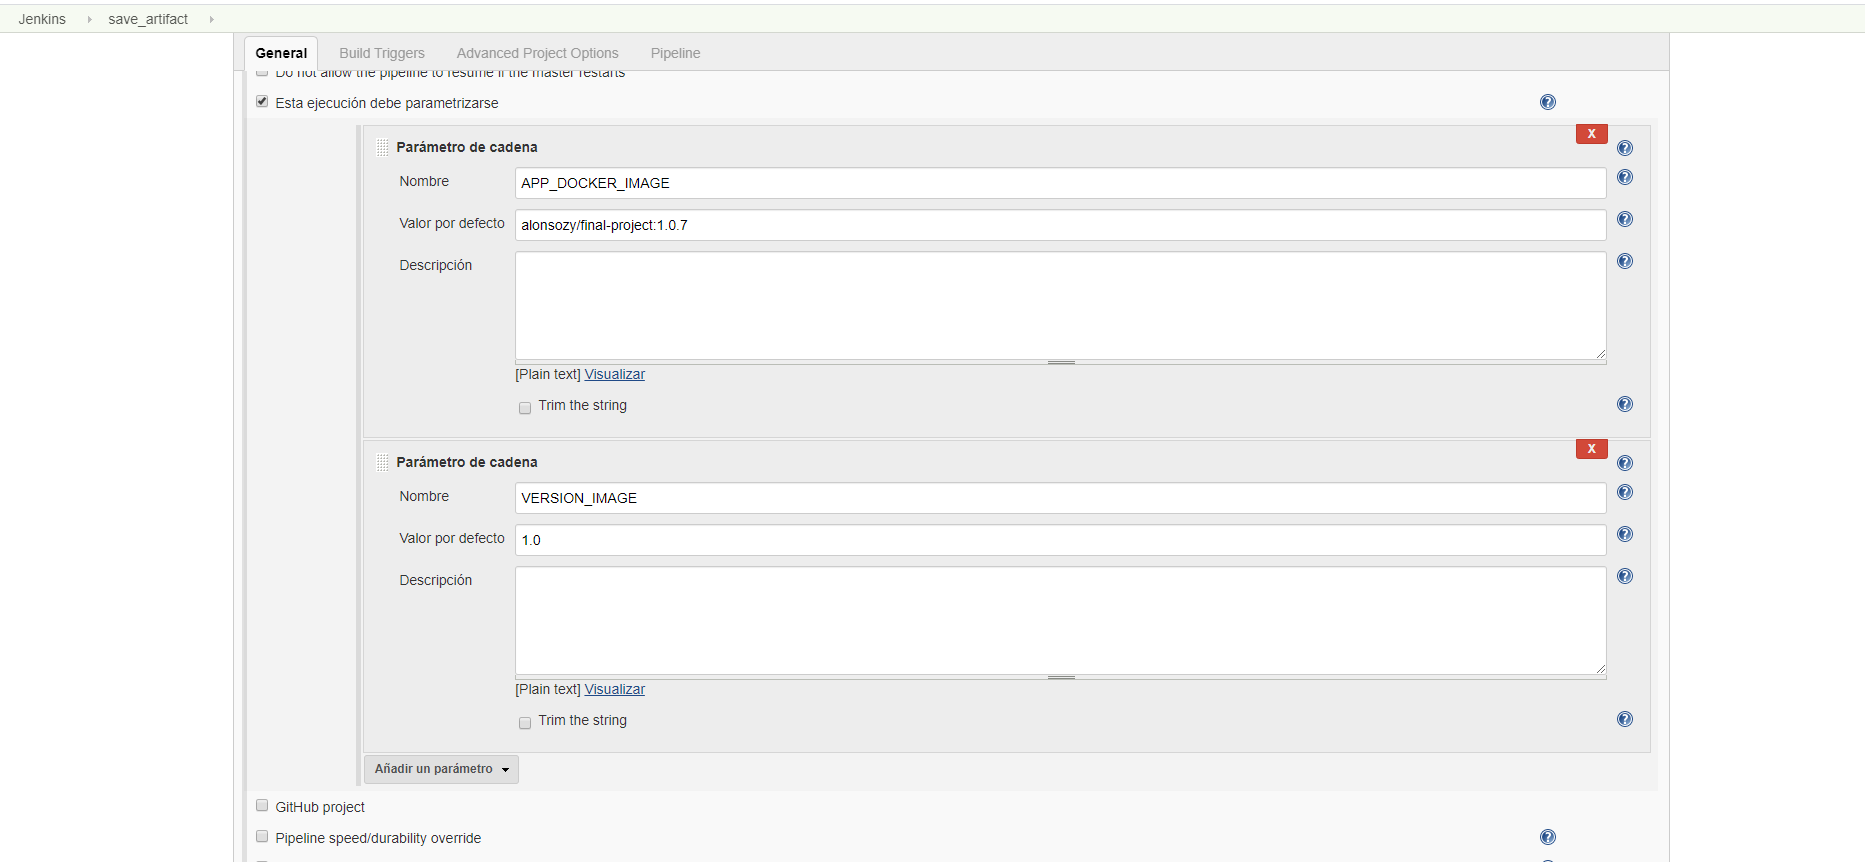 Jenkins save_artifact
General Build Triggers Advanced Project Options Pipeline
Do not allow the pipeline to resume if the master restarts
Esta ejecución debe parametrizarse
X
Parámetro de cadena
Nombre APP_DOCKER_IMAGE
Valor por defecto alonsozy/final-project:1.0.7
Descripción
[Plain text] Visualizar
Trim the string
X
Parámetro de cadena
Nombre VERSION_IMAGE
Valor por defecto 1.0
Descripción
[Plain text] Visualizar
Trim the string
Añadir un parámetro
GitHub project
Pipeline speed/durability override